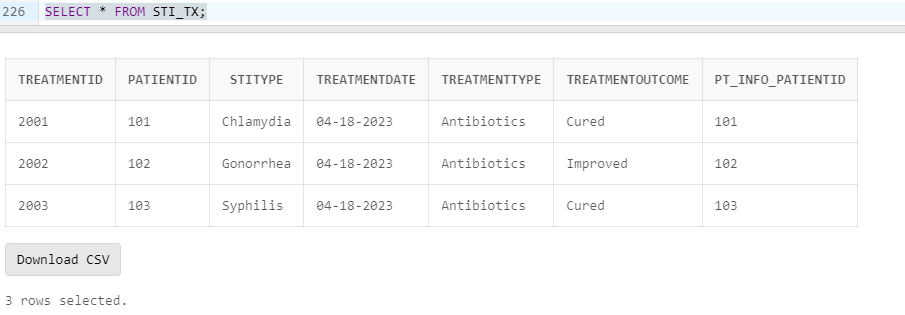 226 SELECT * FROM STI_TX;
TREATMENTID PATIENTID STITYPE TREATMENTDATE TREATMENTTYPE TREATMENTOUTCOME PT_INFO_PATIENTID
2001 101 Chlamydia 04-18-2023 Antibiotics Cured 101
2002 102 Gonorrhea 04-18-2023 Antibiotics Improved 102
2003 103 Syphilis 04-18-2023 Antibiotics Cured 103
Download CSV
3 rows selected.